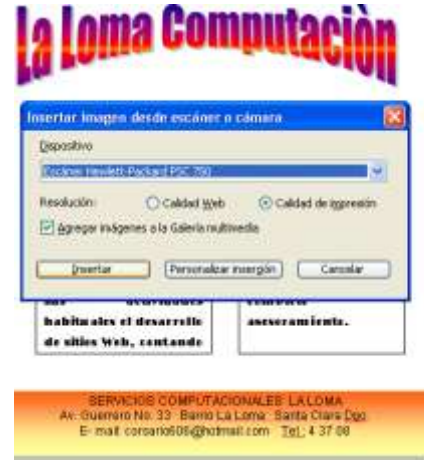 La Loma Computaciòn
Insertar imagen desde escáner o cámara
Dispositivo
Escáner Hewlett-Packard PSC 750
Resolución: Calidad Web Calidad de impresión
Agregar imágenes a la Galería multimedia
Insertar Personalizar inserción Cancelar
sus actividades
habituales el desarrollo
de sitios Web, contando
completo
asesoramiento.
SERVICIOS COMPUTACIONALES LA LOMA
Av. Guerrero No. 33 Barrio La Loma Santa Clara Dgo.
E- mail: corsario606@hotmail.com Tel.: 4 37 08